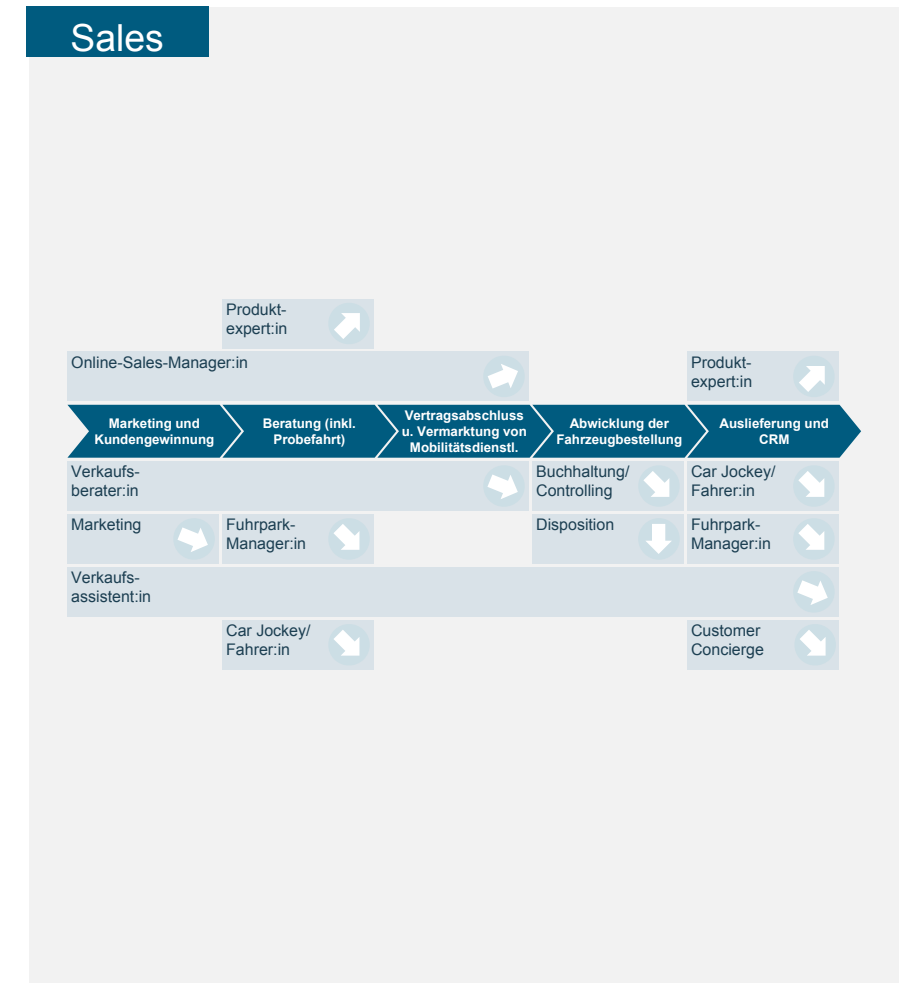 Sales
Produkt-
expert:in
Online-Sales-Manager:in
Produkt-
expert:in
Marketing und
Kundengewinnung
Beratung (inkl.
Probefahrt)
Vertragsabschluss
u. Vermarktung von
Mobilitätsdienstl.
Abwicklung der
Fahrzeugbestellung
Auslieferung und
CRM
Verkaufs-
berater:in
Buchhaltung/
Controlling
Car Jockey/
Fahrer:in
Marketing
Fuhrpark-
Manager:in
Disposition
Fuhrpark-
Manager:in
Verkaufs-
assistent:in
Car Jockey/
Fahrer:in
Customer
Concierge